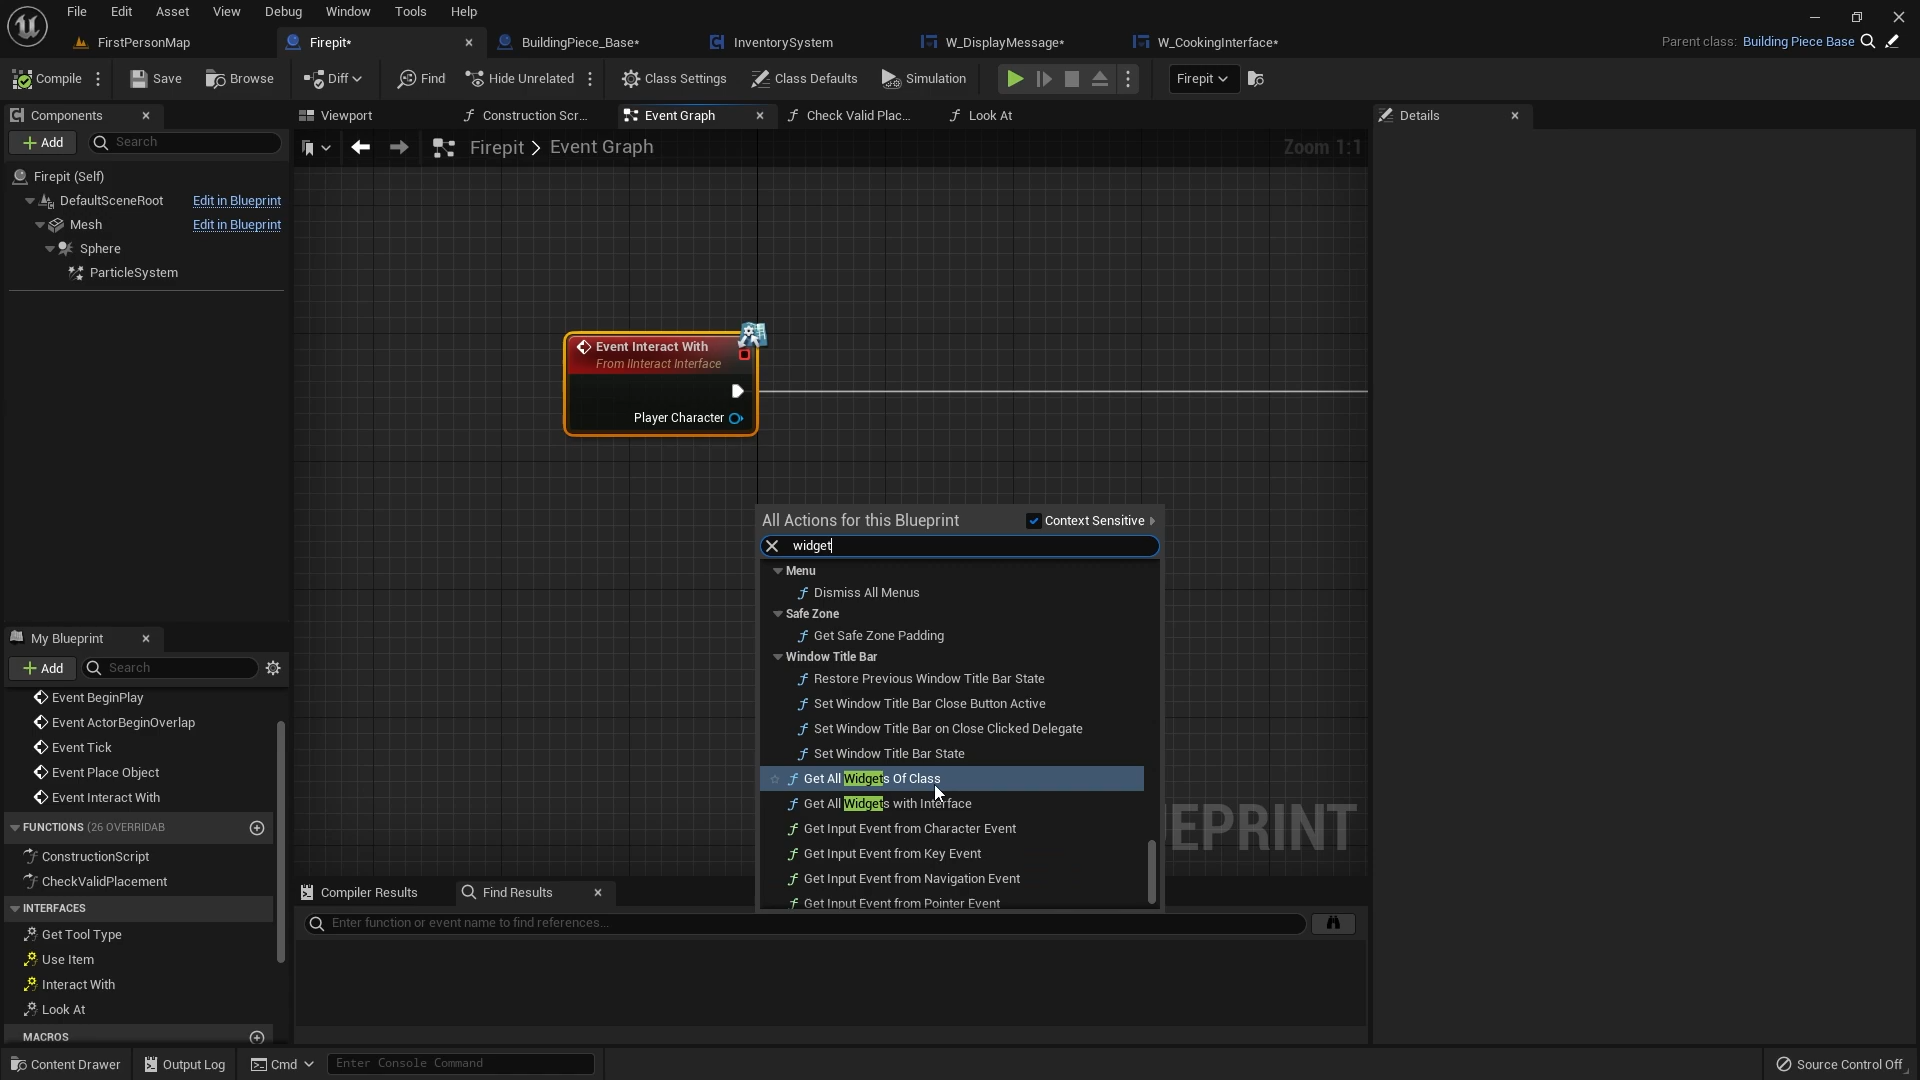 File Edit Asset View Debug Window Tools Help
FirstPersonMap Firepit* BuildingPiece_Base* InventorySystem W_DisplayMessage* W_CookingInterface* Parent class: Building Piece Base
Compile Save Browse Diff Find Hide Unrelated Class Settings Class Defaults Simulation Firepit
Components
Add Search
Firepit (Self)
DefaultSceneRoot Edit in Blueprint
Mesh Edit in Blueprint
Sphere
ParticleSystem
Viewport Construction Scr... Event Graph Check Valid Plac... Look At
Firepit > Event Graph Zoom 1:1
Event Interact With
From IInteract Interface
Player Character
All Actions for this Blueprint Context Sensitive
widget
Menu
Dismiss All Menus
Safe Zone
Get Safe Zone Padding
Window Title Bar
Restore Previous Window Title Bar State
Set Window Title Bar Close Button Active
Set Window Title Bar on Close Clicked Delegate
Set Window Title Bar State
Get All Widgets Of Class
Get All Widgets with Interface
Get Input Event from Character Event
Get Input Event from Key Event
Get Input Event from Navigation Event
Get Input Event from Pointer Event
EPRINT
Details
My Blueprint
Add Search
Event BeginPlay
Event ActorBeginOverlap
Event Tick
Event Place Object
Event Interact With
FUNCTIONS (26 OVERRIDAB
ConstructionScript
CheckValidPlacement
INTERFACES
Get Tool Type
Use Item
Interact With
Look At
MACROS
Compiler Results Find Results
Enter function or event name to find references...
Content Drawer Output Log Cmd Enter Console Command Source Control Off